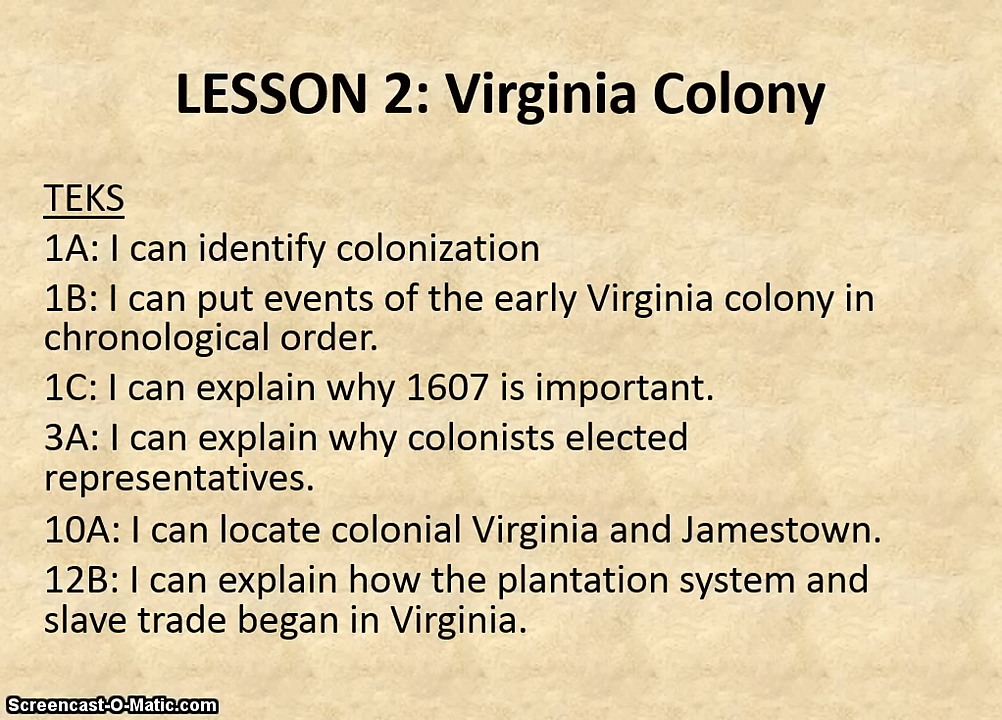 LESSON 2: Virginia Colony
TEKS
1A: I can identify colonization
1B: I can put events of the early Virginia colony in
chronological order.
1C: I can explain why 1607 is important.
3A: I can explain why colonists elected
representatives.
10A: I can locate colonial Virginia and Jamestown.
12B: I can explain how the plantation system and
slave trade began in Virginia.
Screencast-O-Matic.com